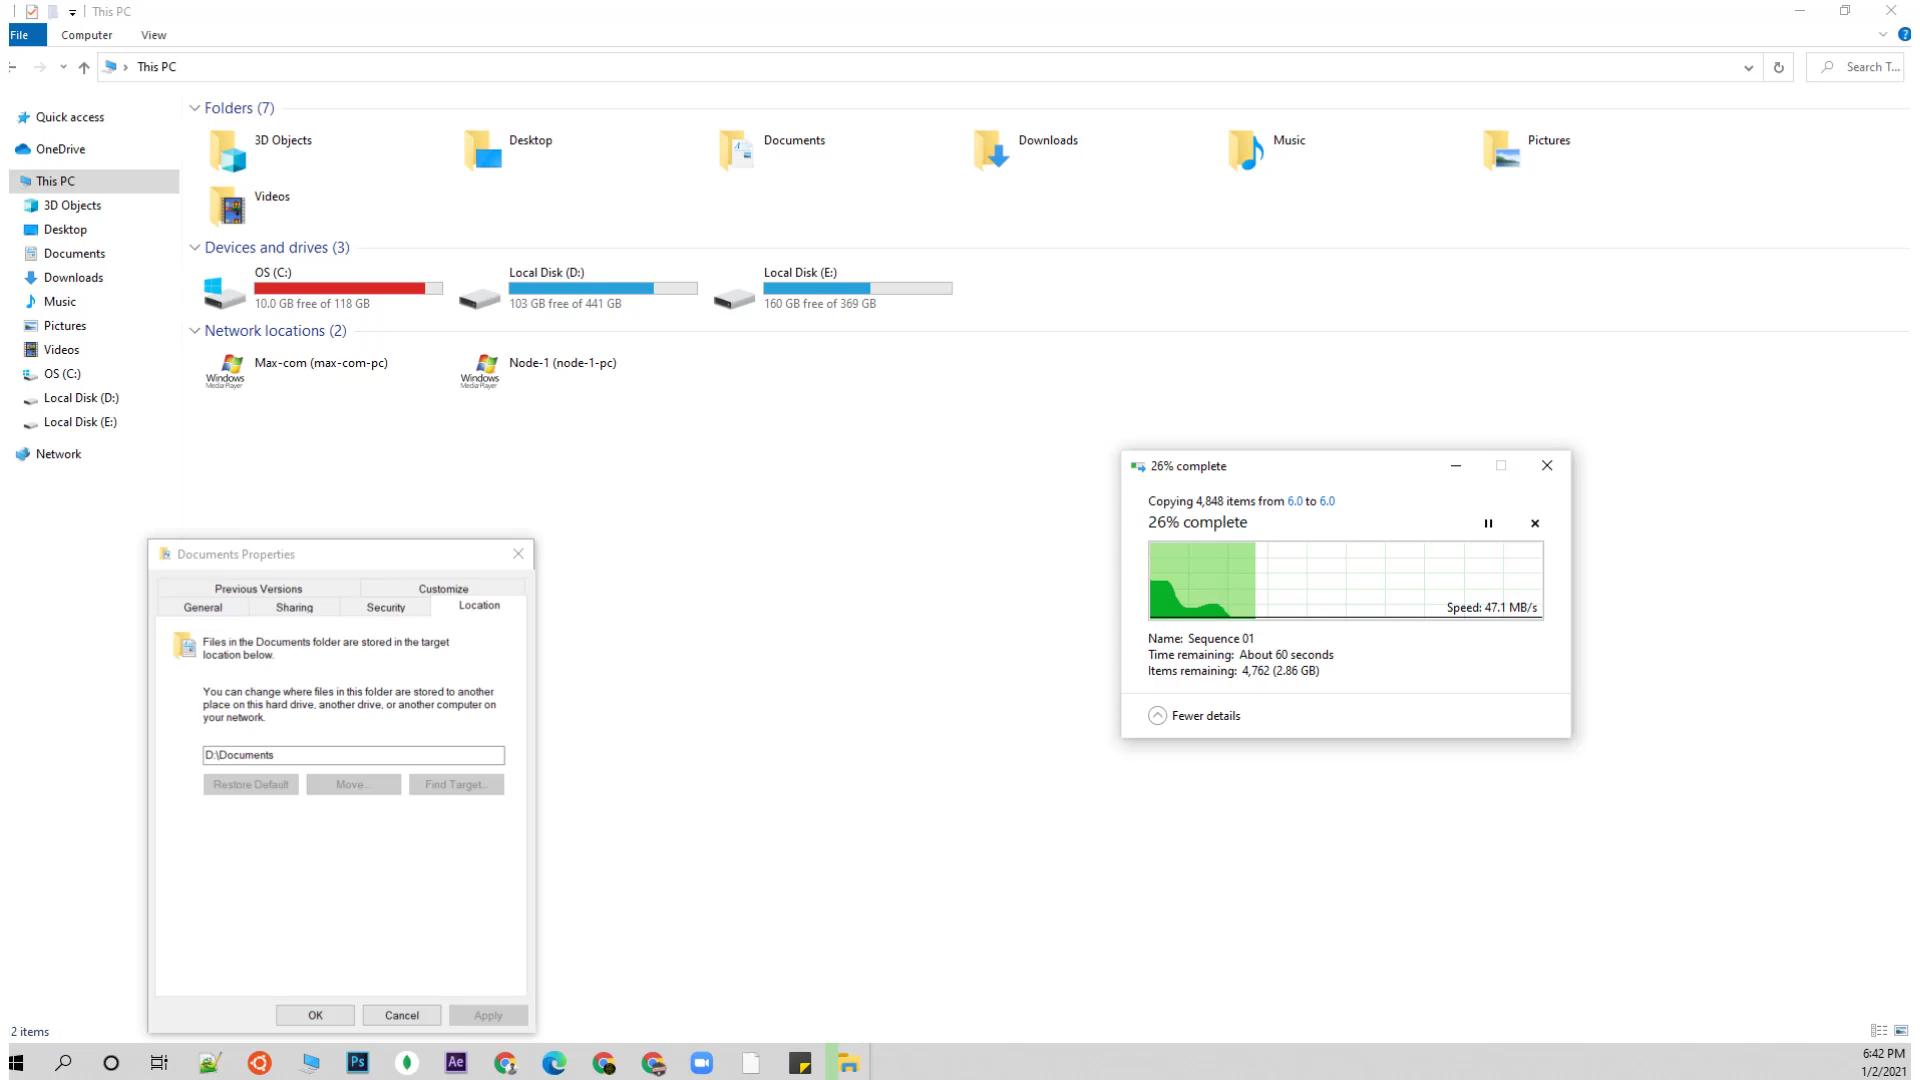 This PC
File
Computer
View
This PC
Search T...
Quick access
OneDrive
This PC
3D Objects
Desktop
Documents
Downloads
Music
Pictures
Videos
OS (C:)
Local Disk (D:)
Local Disk (E:)
Network
Folders (7)
3D Objects
Desktop
Documents
Downloads
Music
Pictures
Videos
Devices and drives (3)
OS (C:)
10.0 GB free of 118 GB
Local Disk (D:)
103 GB free of 441 GB
Local Disk (E:)
160 GB free of 369 GB
Network locations (2)
Windows
Media Player
Max-com (max-com-pc)
Windows
Media Player
Node-1 (node-1-pc)
26% complete
Copying 4,848 items from 6.0 to 6.0
26% complete
Speed: 47.1 MB/s
Name: Sequence 01
Time remaining: About 60 seconds
Items remaining: 4,762 (2.86 GB)
Fewer details
Documents Properties
Previous Versions
Customize
General
Sharing
Security
Location
Files in the Documents folder are stored in the target
location below.
You can change where files in this folder are stored to another
place on this hard drive, another drive, or another computer on
your network.
D:\Documents
Restore Default
Move...
Find Target...
OK
Cancel
Apply
2 items
Ps
Ae
6:42 PM
1/2/2021